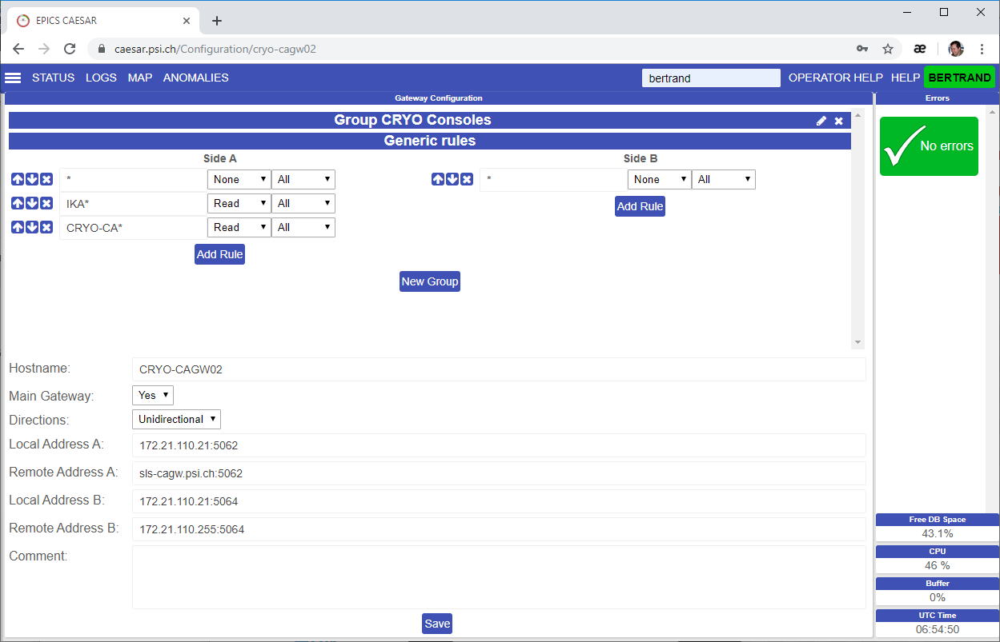 EPICS CAESAR
caesar.psi.ch/Configuration/cryo-cagw02
STATUS LOGS MAP ANOMALIES bertrand OPERATOR HELP HELP BERTRAND
Gateway Configuration
Group CRYO Consoles
Generic rules
Side A Side B
* None All * None All
IKA* Read All Add Rule
CRYO-CA* Read All
Add Rule
New Group
Hostname: CRYO-CAGW02
Main Gateway: Yes
Directions: Unidirectional
Local Address A: 172.21.110.21:5062
Remote Address A: sls-cagw.psi.ch:5062
Local Address B: 172.21.110.21:5064
Remote Address B: 172.21.110.255:5064
Comment:
Save
Errors
No errors
Free DB Space
43.1%
CPU
46 %
Buffer
0%
UTC Time
06:54:50